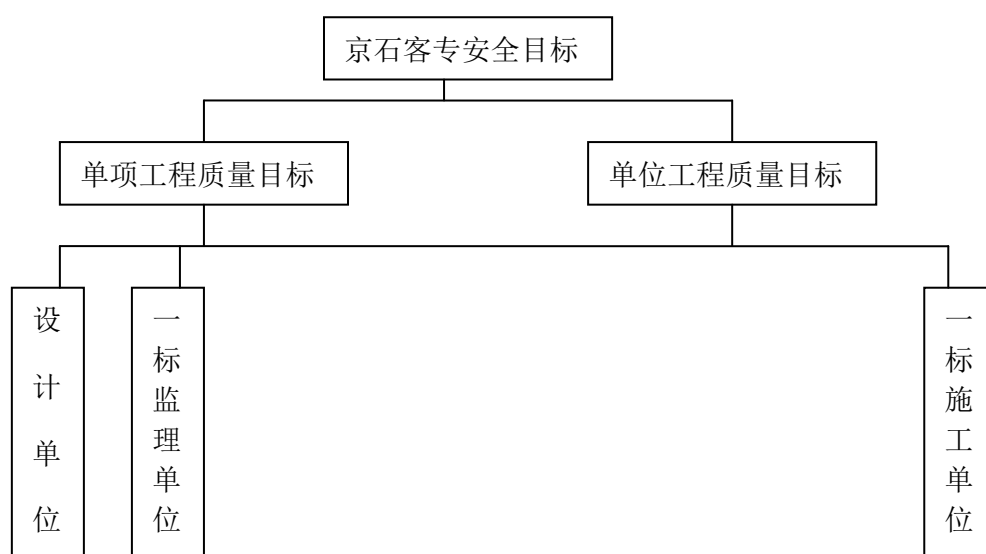 京石客专安全目标
单项工程质量目标
单位工程质量目标
设计单位
一标监理单位
一标施工单位